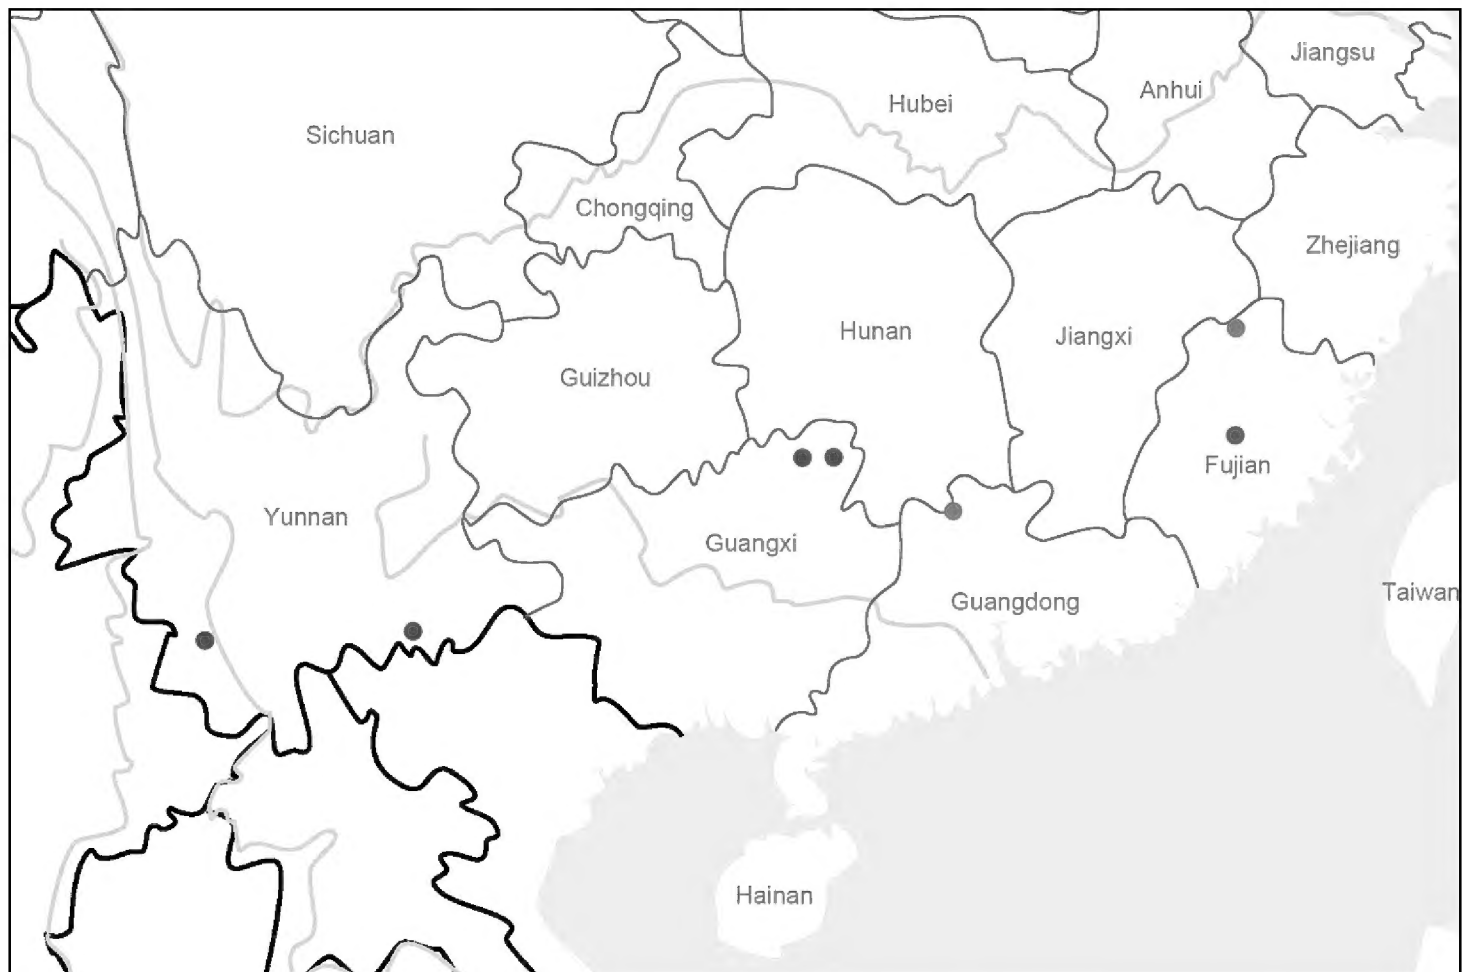 Jiangsu
Anhui
Hubei
Sichuan
Chongqing
Zhejiang
Hunan
Jiangxi
Guizhou
Fujian
Yunnan
Guangxi
Taiwan
Guangdong
Hainan